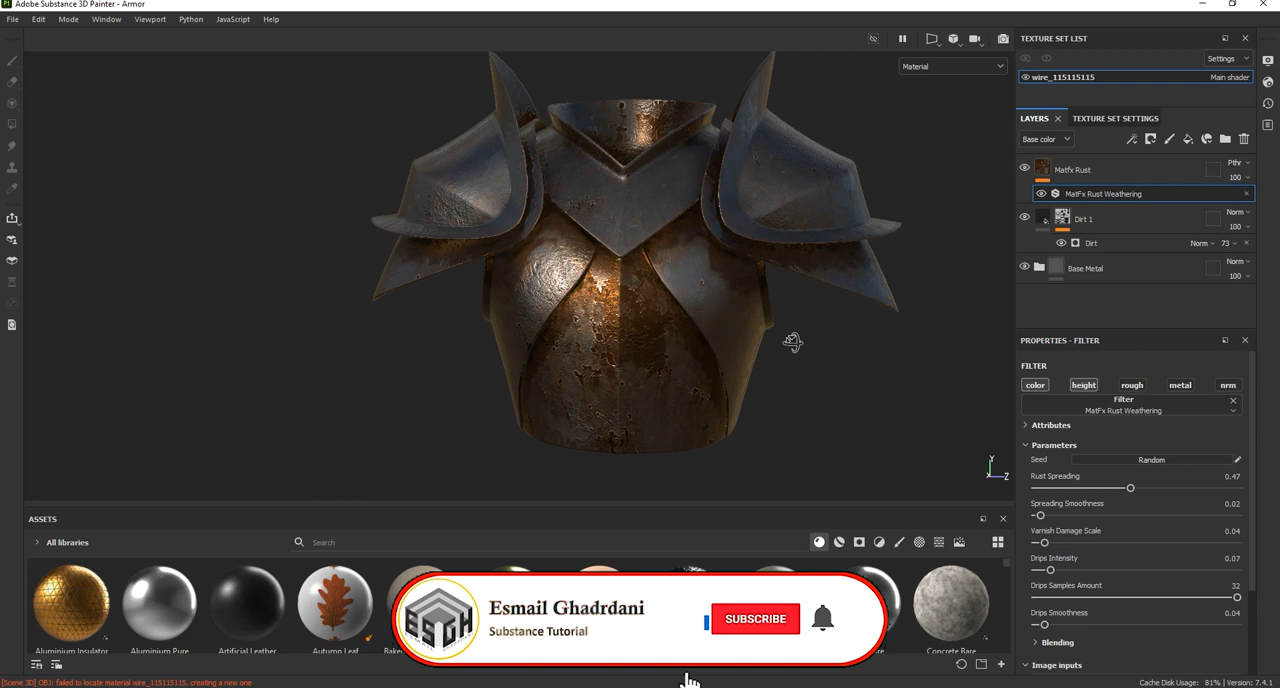 Adobe Substance 3D Painter - Armor
File Edit Mode Window Viewport Python JavaScript Help
Material
TEXTURE SET LIST
Settings
wire_115115115 Main shader
LAYERS TEXTURE SET SETTINGS
Base color
Matfx Rust Pthr 100
MatFx Rust Weathering
Dirt 1 Norm 100
Dirt Norm 73
Base Metal Norm 100
PROPERTIES - FILTER
FILTER
color height rough metal nrm
Filter
MatFx Rust Weathering
Attributes
Parameters
Seed Random
Rust Spreading 0.47
Spreading Smoothness 0.02
Varnish Damage Scale 0.04
Drips Intensity 0.07
Drips Samples Amount 32
Drips Smoothness 0.04
Blending
Image inputs
Y
X Z
ASSETS
All libraries
Search
Aluminium Insulator Aluminium Pure Artificial Leather Autumn Leaf Concrete Bare
ESGH
Esmail Ghadrdani
Substance Tutorial
SUBSCRIBE
[Scene 3D] OBJ: failed to locate material wire_115115115, creating a new one
Cache Disk Usage: 81% | Version: 7.4.1